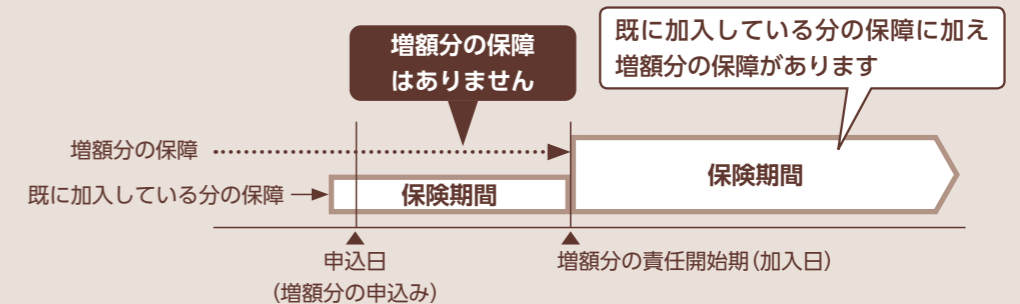 増額分の保障
はありません
既に加入している分の保障に加え
増額分の保障があります
増額分の保障
既に加入している分の保障
保険期間
保険期間
申込日
(増額分の申込み)
増額分の責任開始期(加入日)